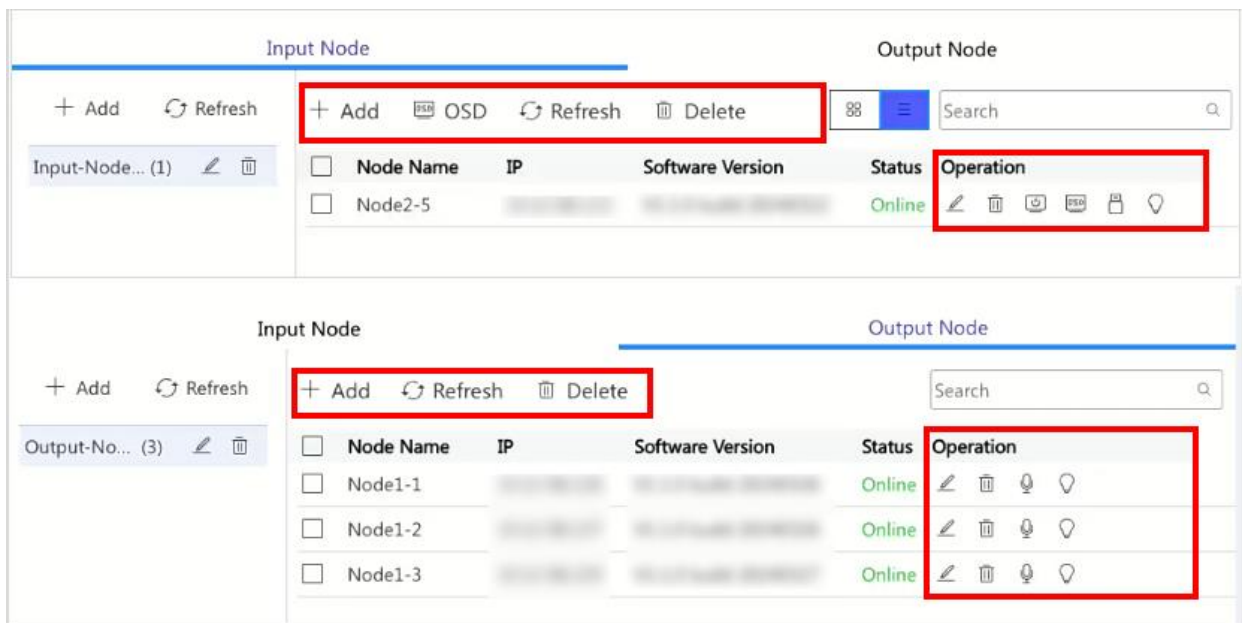 Input Node Output Node
Add Refresh Add OSD Refresh Delete Search
Input-Node... (1) Node Name IP Software Version Status Operation
Node2-5 Online
Input Node Output Node
Add Refresh Add Refresh Delete Search
Output-No... (3) Node Name IP Software Version Status Operation
Node1-1 Online
Node1-2 Online
Node1-3 Online